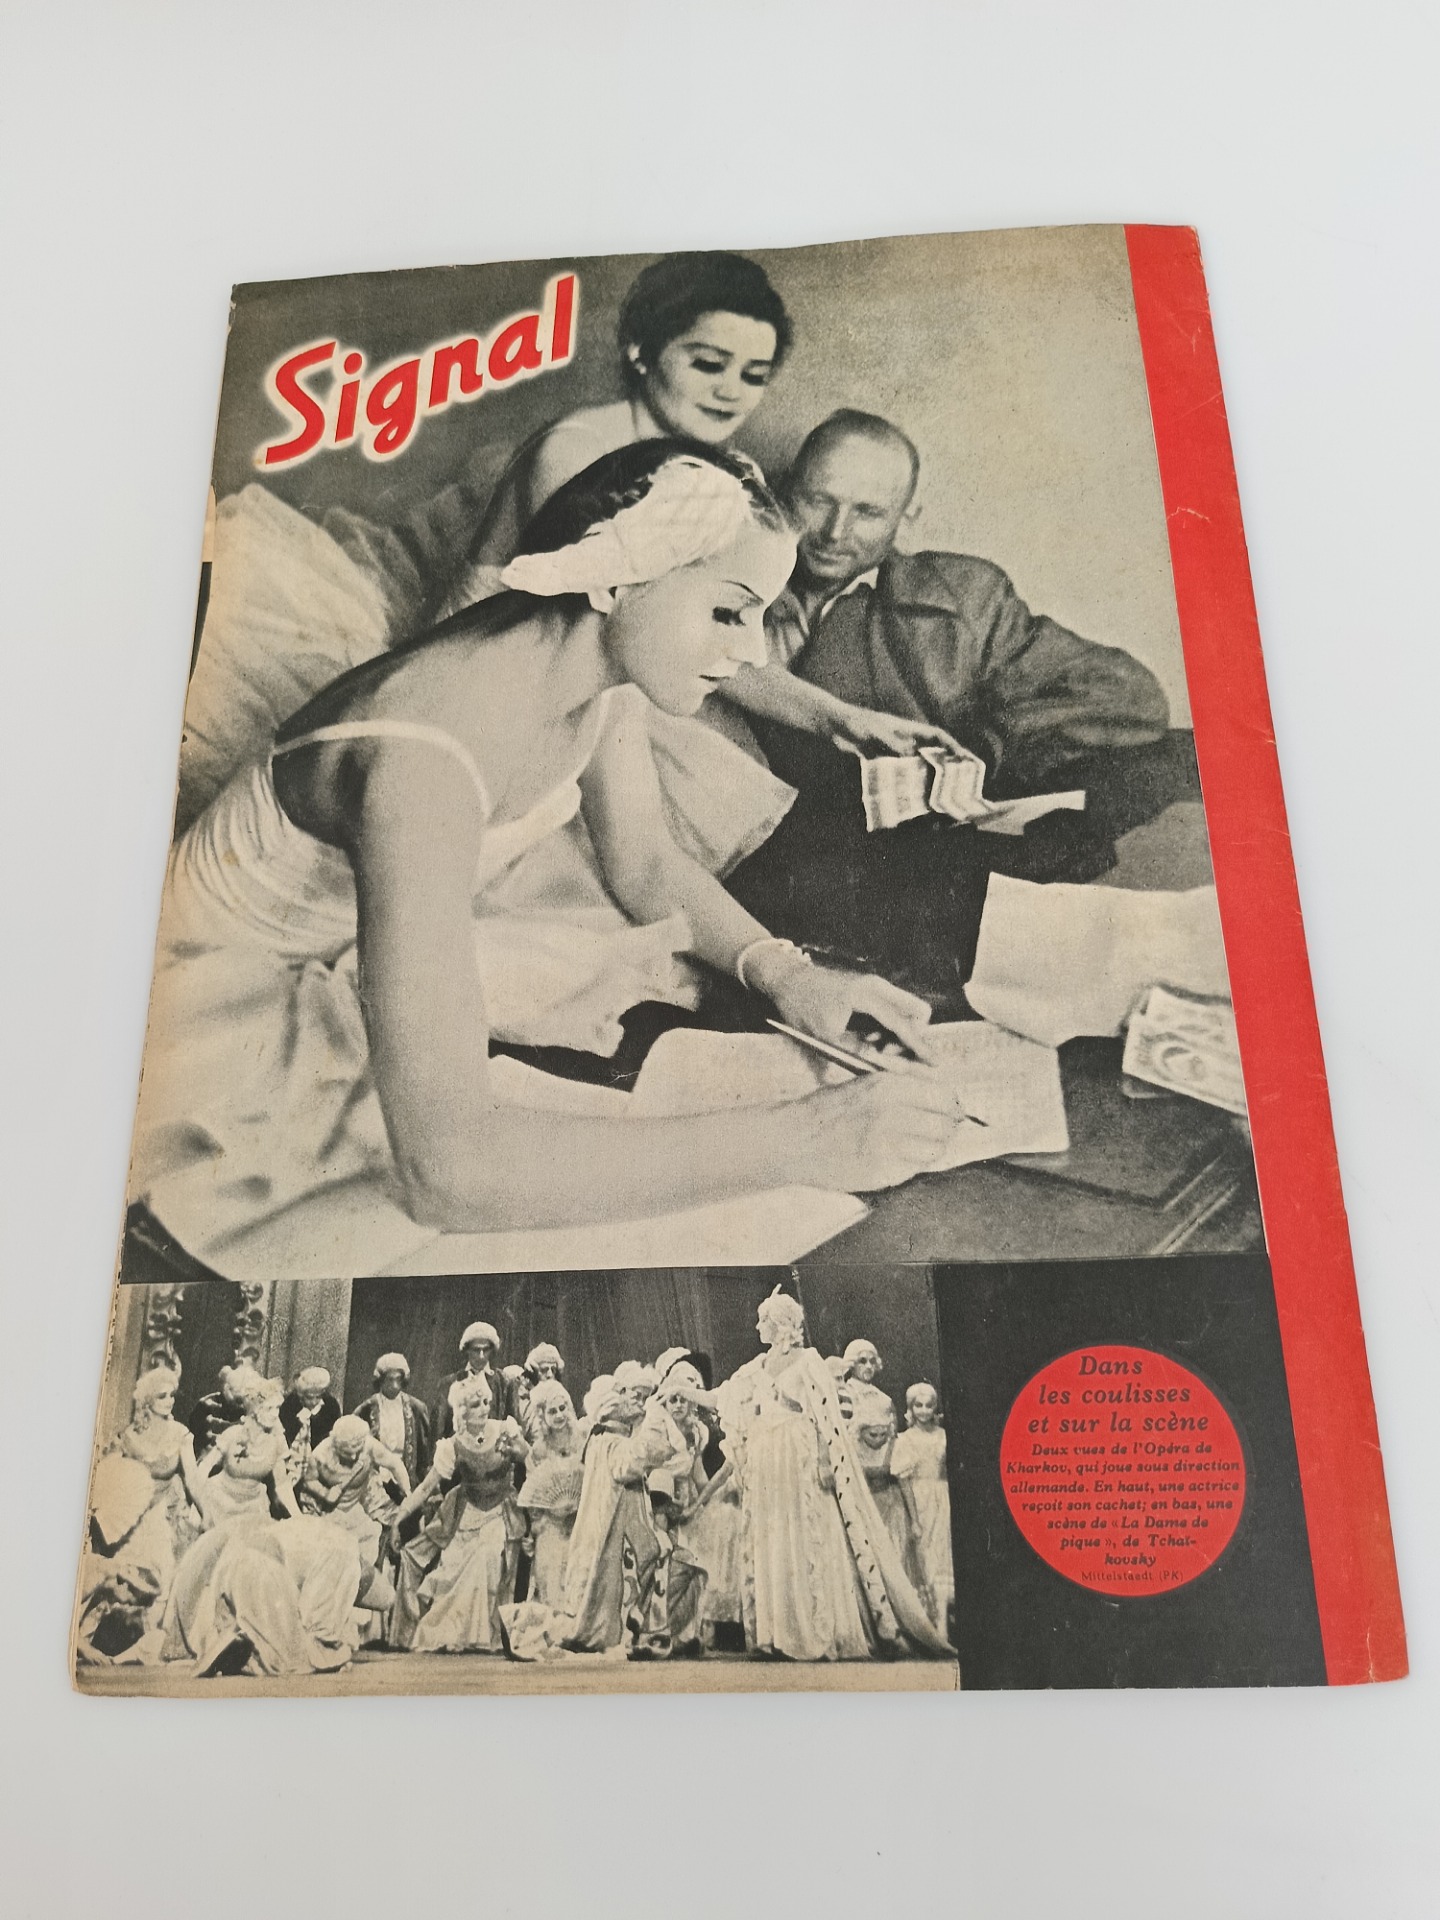 Signal
Dans
les coulisses
et sur la scène
Deux vues de l'Opéra de
Kharkov, qui joue sous direction
allemande. En haut, une actrice
reçoit son cachet; en bas, une
scène de « La Dame de
pique », de Tchaï-
kovsky
Mittelstaedt (PK)